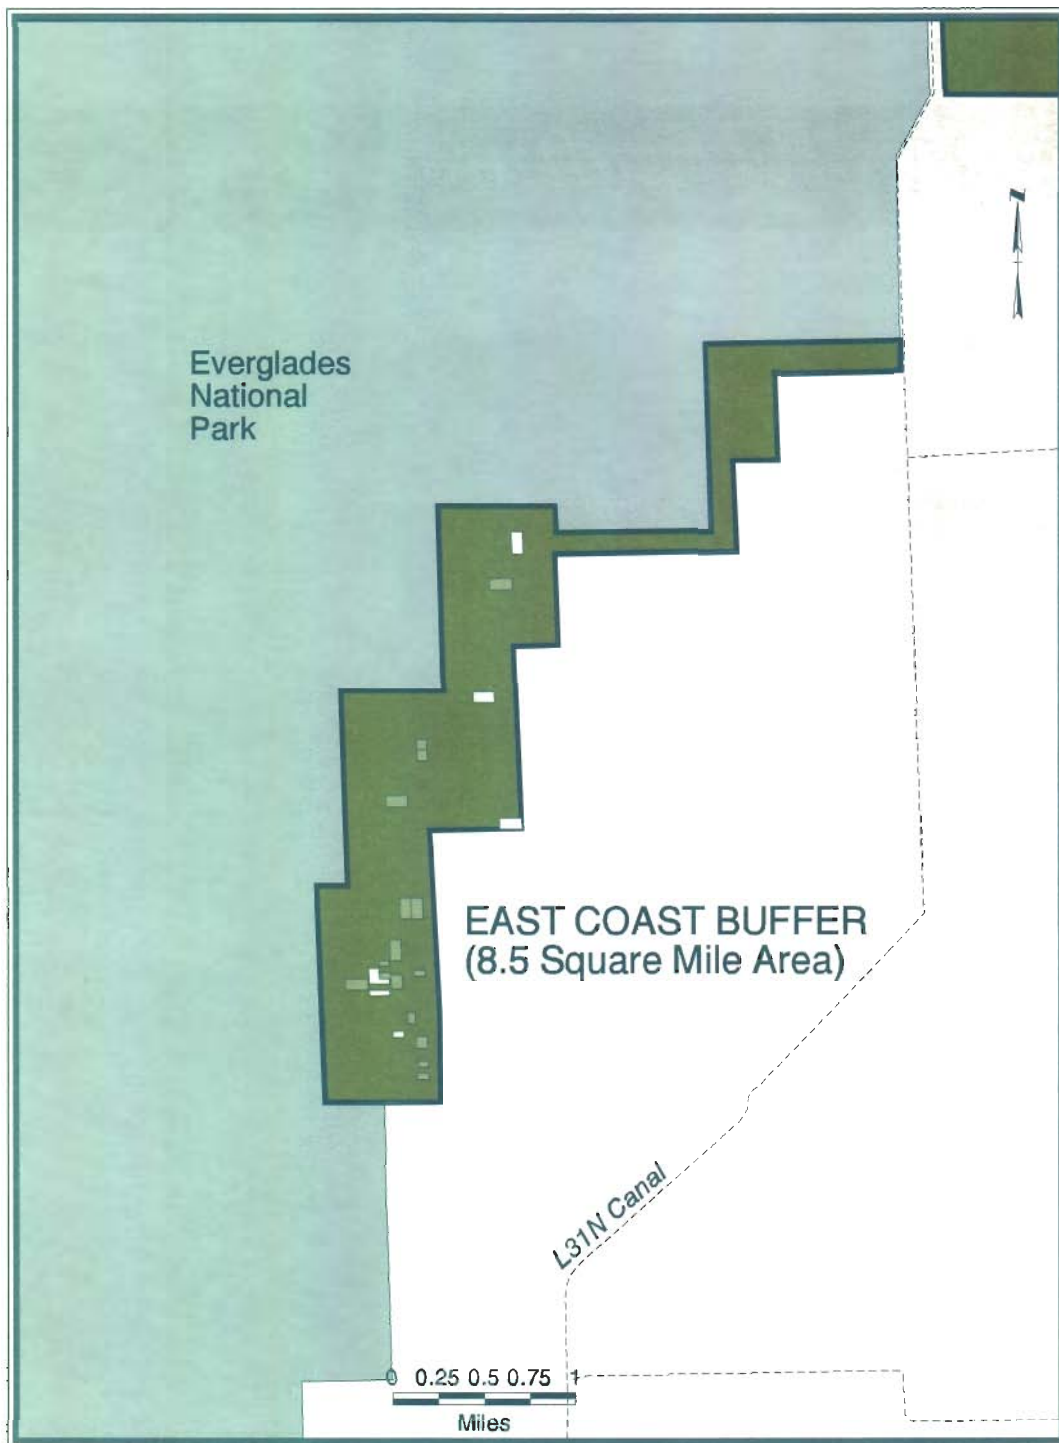 N
Everglades
National
Park
EAST COAST BUFFER
(8.5 Square Mile Area)
L31N Canal
0 0.25 0.5 0.75 1
Miles